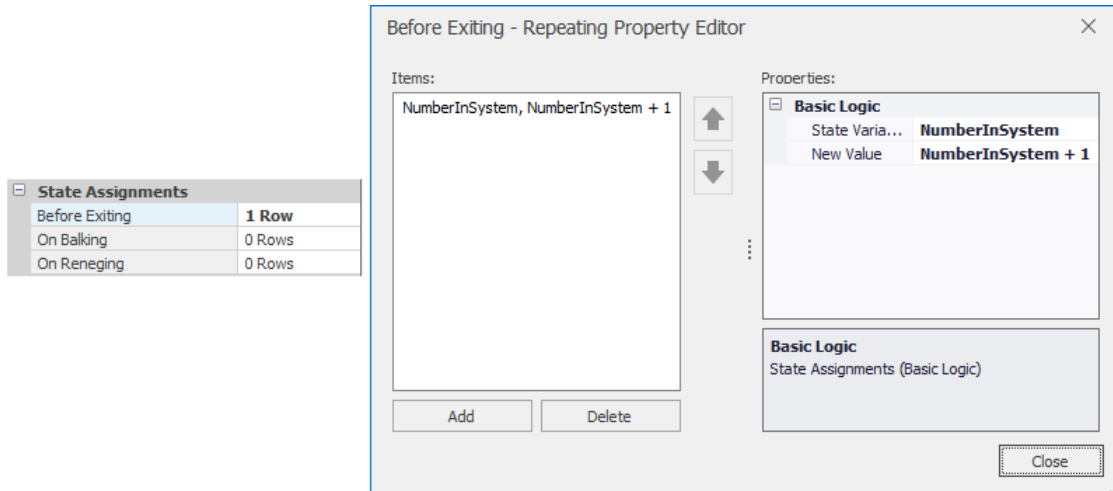 State Assignments
Before Exiting 1 Row
On Balking 0 Rows
On Reneging 0 Rows
Before Exiting - Repeating Property Editor
Items:
NumberInSystem, NumberInSystem + 1
Add Delete
Properties:
Basic Logic
State Varia... NumberInSystem
New Value NumberInSystem + 1
Basic Logic
State Assignments (Basic Logic)
Close